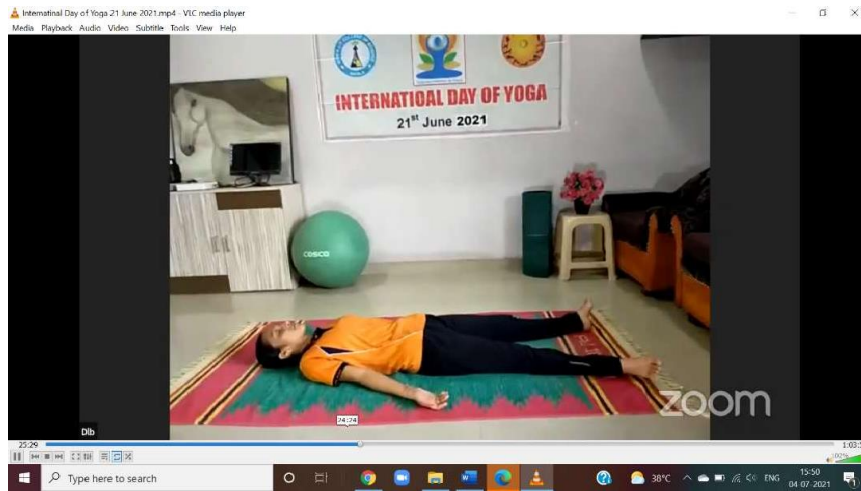 Internatinal Day of Yoga 21 June 2021.mp4 - VLC media player
Media Playback Audio Video Subtitle Tools View Help
INTERNATIOAL DAY OF YOGA
21st June 2021
COSCO
zoom
Dlb
24:24
25:29
1:03:
102%
Type here to search
38°C
ENG
15:50
04-07-2021